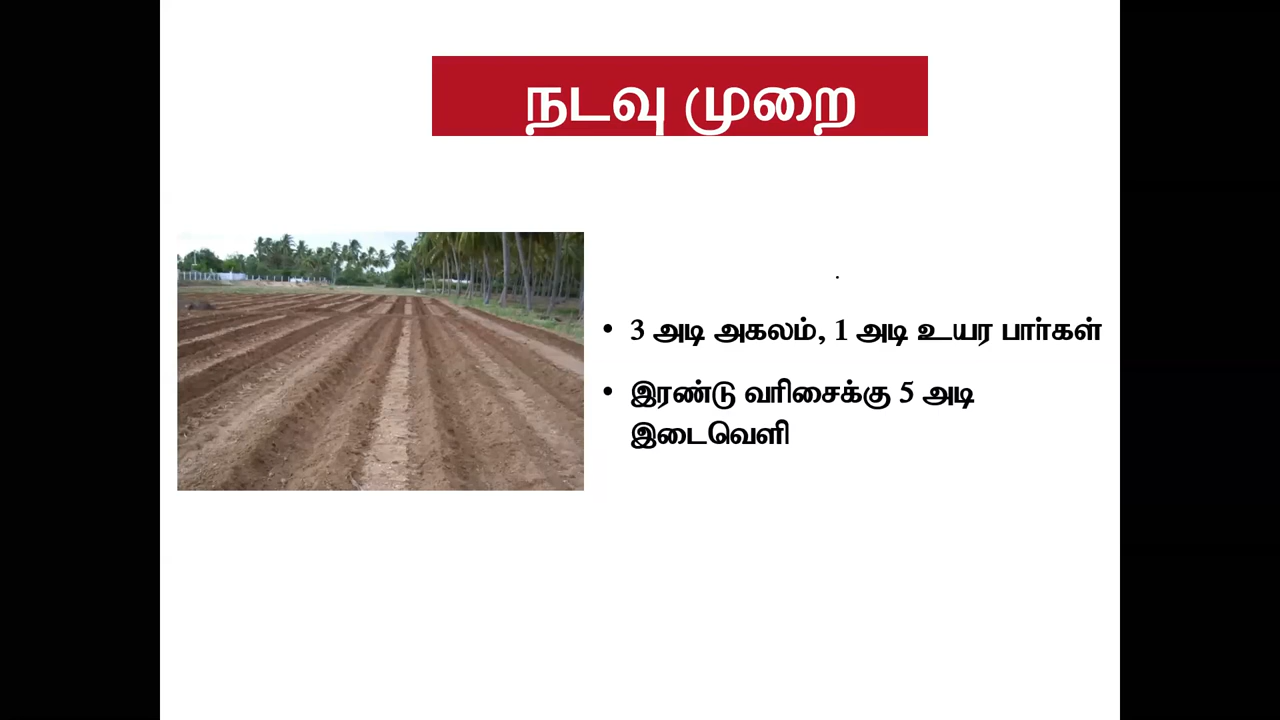 நடவு முறை
.
• 3 அடி அகலம், 1 அடி உயர பார்கள்
• இரண்டு வரிசைக்கு 5 அடி
இடைவெளி